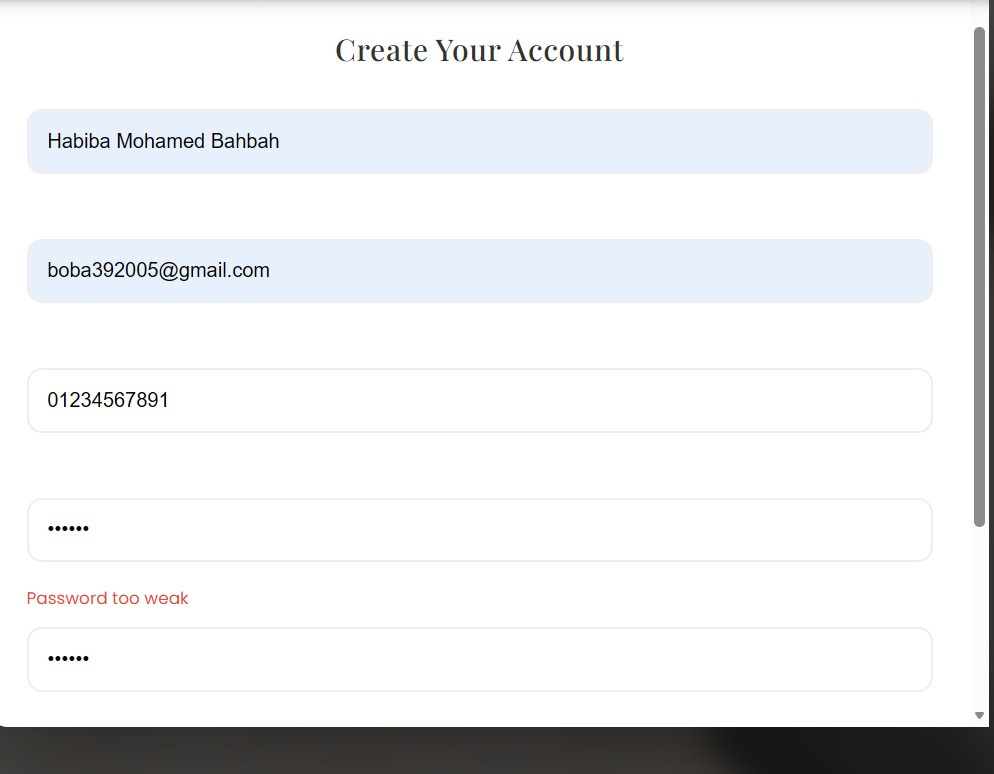 Create Your Account
Habiba Mohamed Bahbah
boba392005@gmail.com
01234567891
••••••
Password too weak
••••••